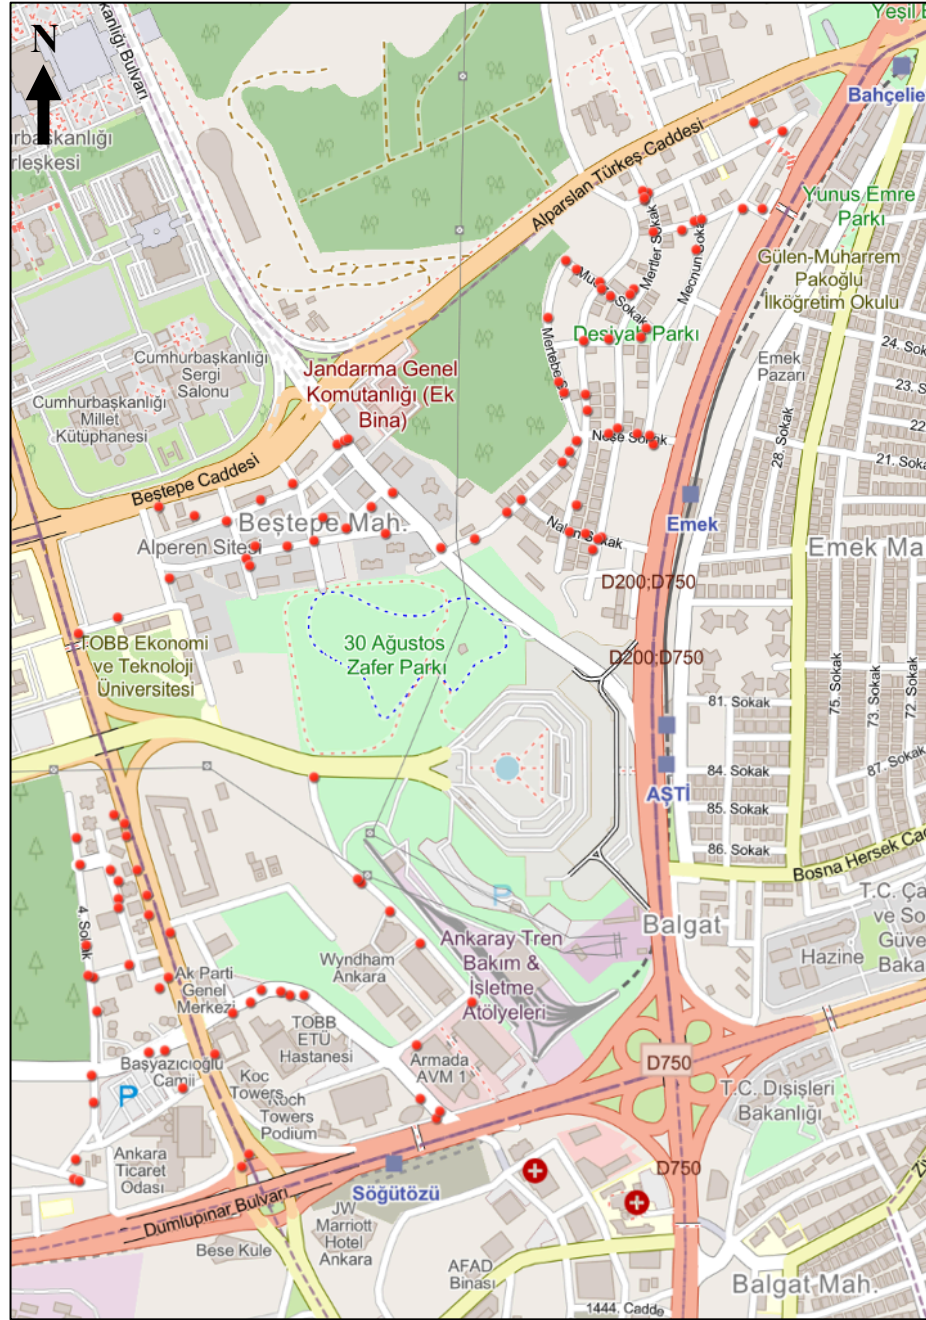 Yeşil
N
kanlığı Bulvarı
Bahçelie
Alparslan Türkeş Caddesi
rbaşkanlığı
rleşkesi
Yunus Emre
Parkı
Mertler Sokak
Mecnun Soka
Gülen-Muharrem
Pakoğlu
İlköğretim Okulu
Sokak
Desiyab Parkı
Mertebe S
24. Sok
Emek
Pazarı
Cumhurbaşkanlığı
Sergi
Salonu
Jandarma Genel
Komutanlığı (Ek
Bina)
23. S
Cumhurbaşkanlığı
Millet
Kütüphanesi
22
28. Sokak
Neşe Sokak
21. Soka
Beştepe Caddesi
Emek
Beştepe Mah.
Nalan Sokak
Alperen Sitesi
Emek Ma
D200;D750
TOBB Ekonomi
ve Teknoloji
Üniversitesi
30 Ağustos
Zafer Parkı
D200;D750
75. Sokak
73. Sokak
72. Sokak
81. Sokak
84. Sokak
87. Sokak
AŞTİ
85. Sokak
86. Sokak
Bosna Hersek Cad
P
T.C. Ça
ve So
Güve
Baka
4. Sokak
Balgat
Ankaray Tren
Bakım &
İşletme
Atölyeleri
Hazine
Wyndham
Ankara
Ak Parti
Genel
Merkezi
TOBB
ETÜ
Hastanesi
Armada
AVM 1
D750
Başyazıcıoğlu
Camii
Koc
Towers
P
Koch
Towers
Podium
T.C. Dışişleri
Bakanlığı
Ankara
Ticaret
Odası
D750
Söğütözü
Dumlupınar Bulvarı
JW
Marriott
Hotel
Ankara
Bese Kule
AFAD
Binası
Balgat Mah.
1444. Cadde